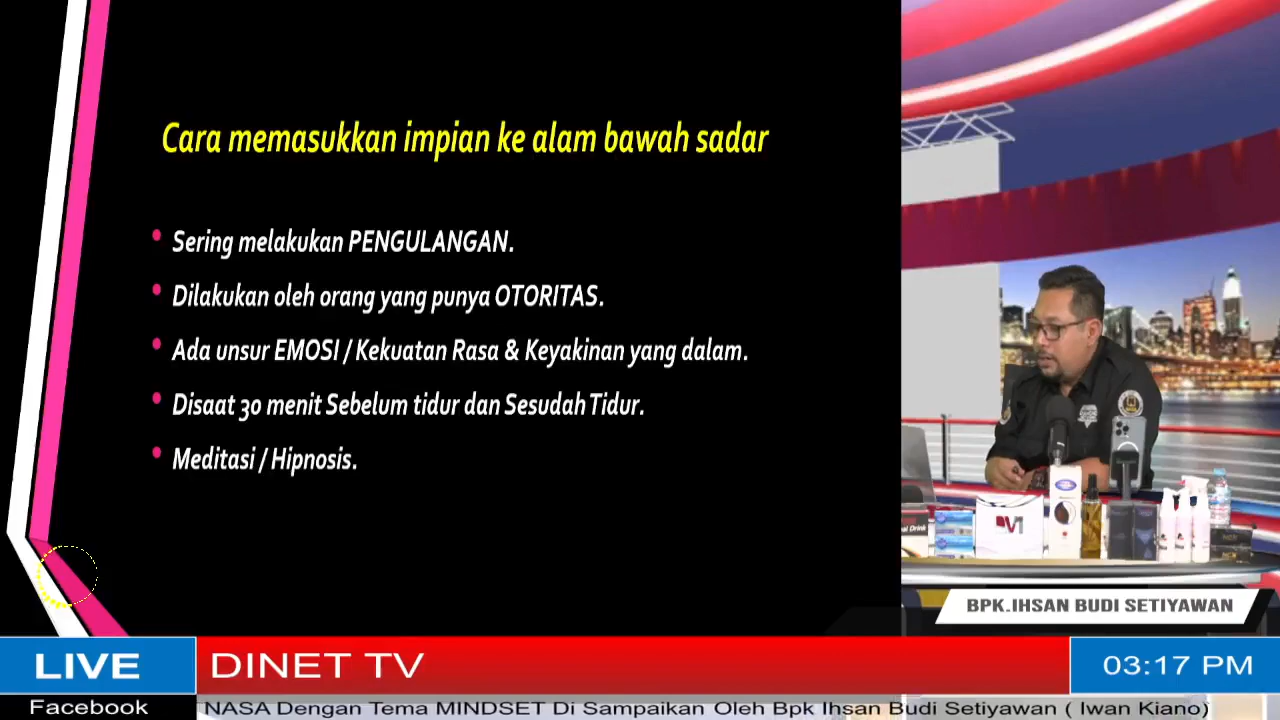 Cara memasukkan impian ke alam bawah sadar
• Sering melakukan PENGULANGAN.
• Dilakukan oleh orang yang punya OTORITAS.
• Ada unsur EMOSI / Kekuatan Rasa & Keyakinan yang dalam.
• Disaat 30 menit Sebelum tidur dan Sesudah Tidur.
• Meditasi / Hipnosis.
BPK.IHSAN BUDI SETIYAWAN
LIVE
DINET TV
03:17 PM
Facebook
NASA Dengan Tema MINDSET Di Sampaikan Oleh Bpk Ihsan Budi Setiyawan ( Iwan Kiano)